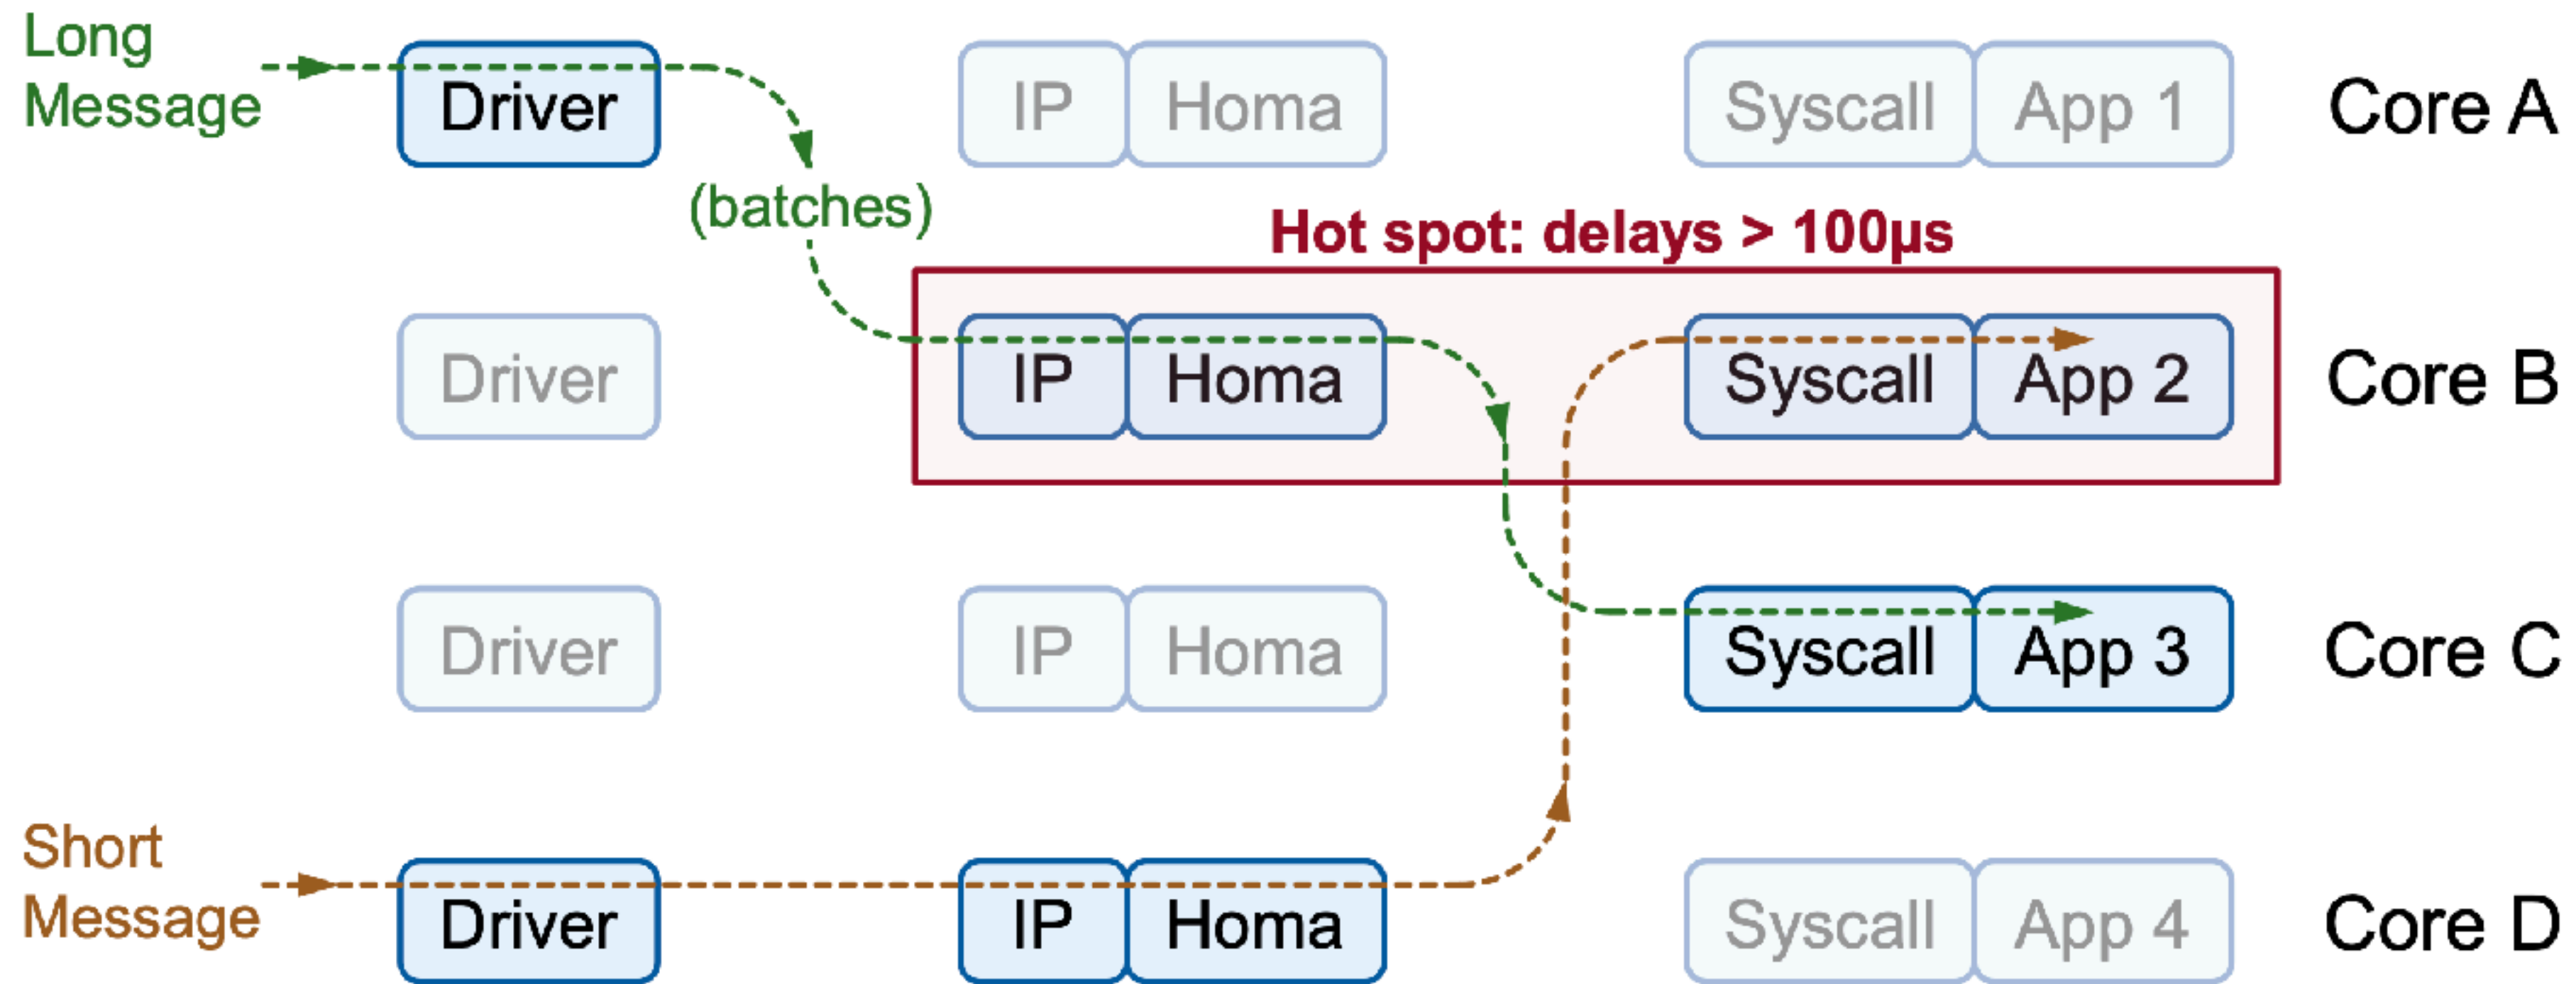 Long
Message
Driver
IP
Homa
Syscall
App 1
Core A
(batches)
Hot spot: delays > 100µs
Driver
IP
Homa
Syscall
App 2
Core B
Driver
IP
Homa
Syscall
App 3
Core C
Short
Message
Driver
IP
Homa
Syscall
App 4
Core D